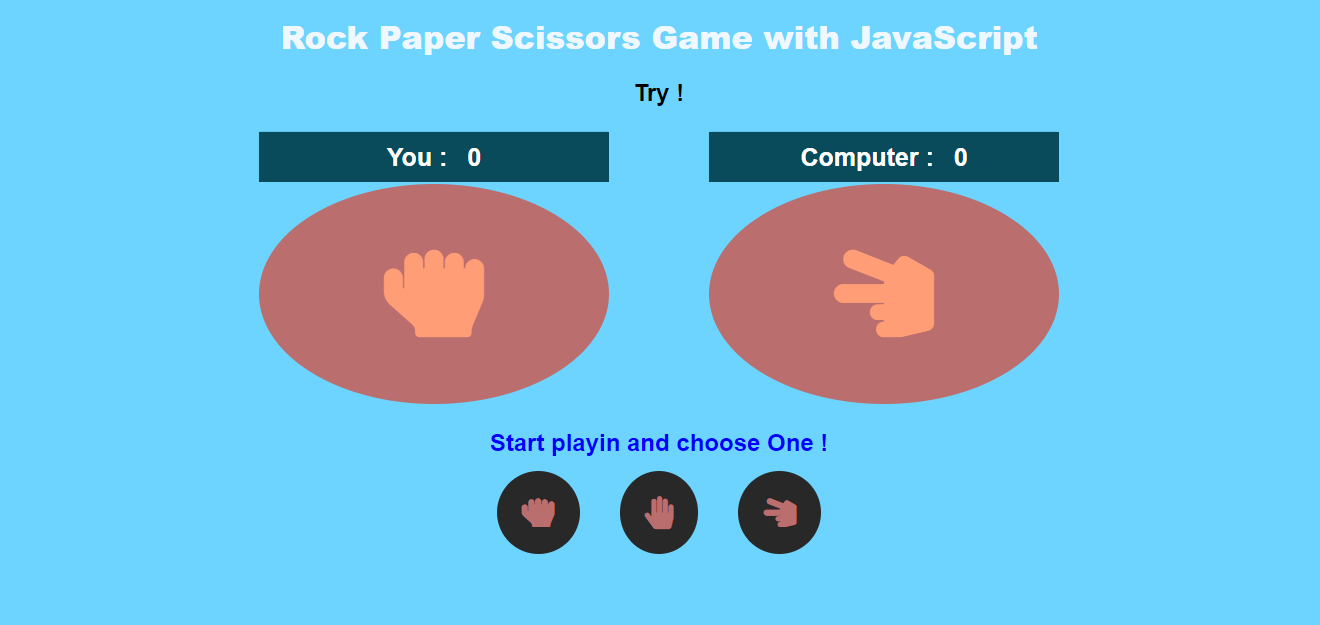 Rock Paper Scissors Game with JavaScript
Try !
You : 0
Computer : 0
Start playin and choose One !